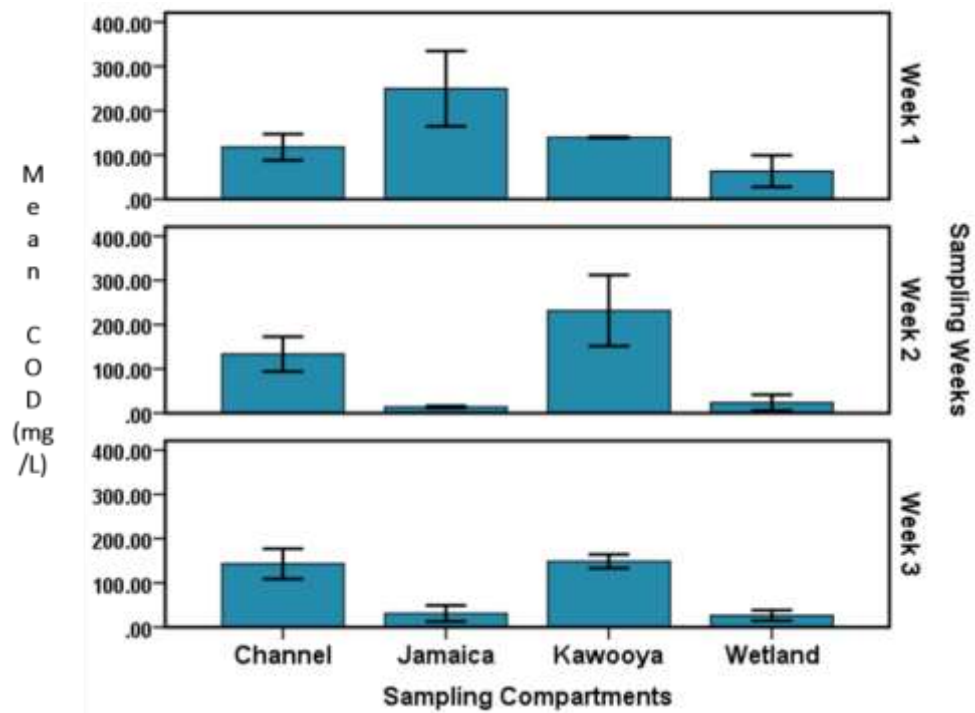 400.00
300.00
200.00
100.00
.00
Week 1
400.00
300.00
200.00
100.00
.00
Week 2
400.00
300.00
200.00
100.00
.00
Week 3
M
e
a
n
C
O
D
(mg
/L)
Sampling Weeks
Channel Jamaica Kawooya Wetland
Sampling Compartments